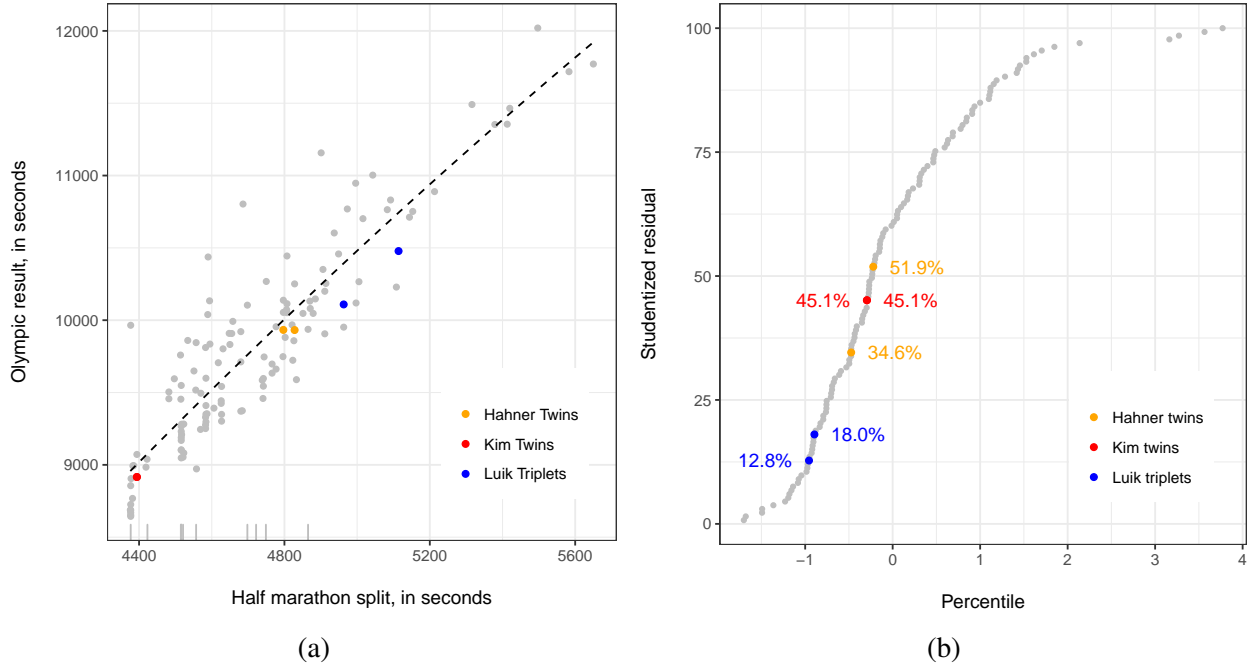 12000
11000
10000
9000
Olympic result, in seconds
4400
4800
5200
5600
Half marathon split, in seconds
Hahner Twins
Kim Twins
Luik Triplets
(a)
100
75
50
25
0
Studentized residual
−1
0
1
2
3
4
Percentile
51.9%
45.1%
45.1%
34.6%
18.0%
12.8%
Hahner twins
Kim twins
Luik triplets
(b)